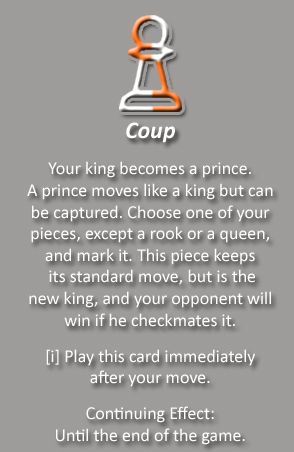 Coup
Your king becomes a prince.
A prince moves like a king but can
be captured. Choose one of your
pieces, except a rook or a queen,
and mark it. This piece keeps
its standard move, but is the
new king, and your opponent will
win if he checkmates it.
[i] Play this card immediately
after your move.
Continuing Effect:
Until the end of the game.